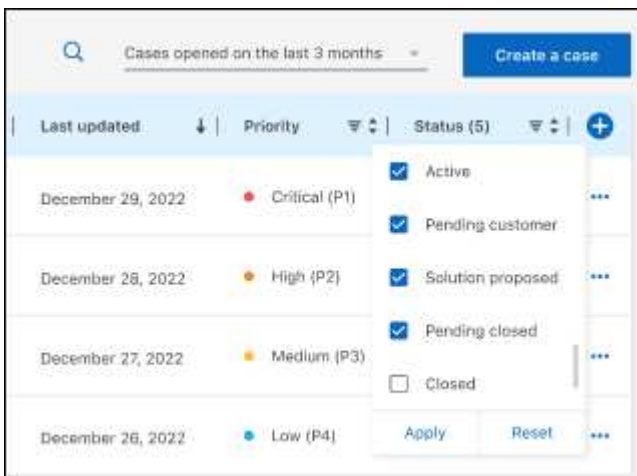 Cases opened on the last 3 months
Create a case
Last updated
Priority
Status (5)
Active
December 29, 2022
Critical (P1)
Pending customer
December 28, 2022
High (P2)
Solution proposed
Pending closed
December 27, 2022
Medium (P3)
Closed
December 26, 2022
Low (P4)
Apply
Reset